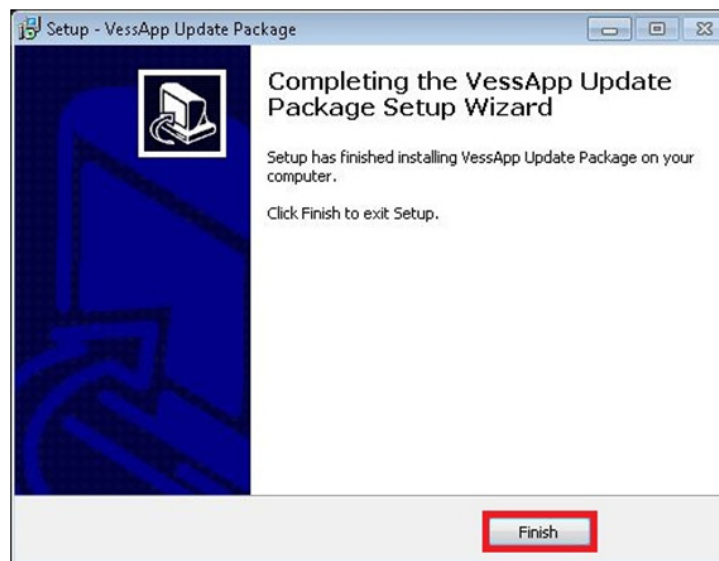 Setup - VessApp Update Package
Completing the VessApp Update
Package Setup Wizard
Setup has finished installing VessApp Update Package on your
computer.
Click Finish to exit Setup.
Finish